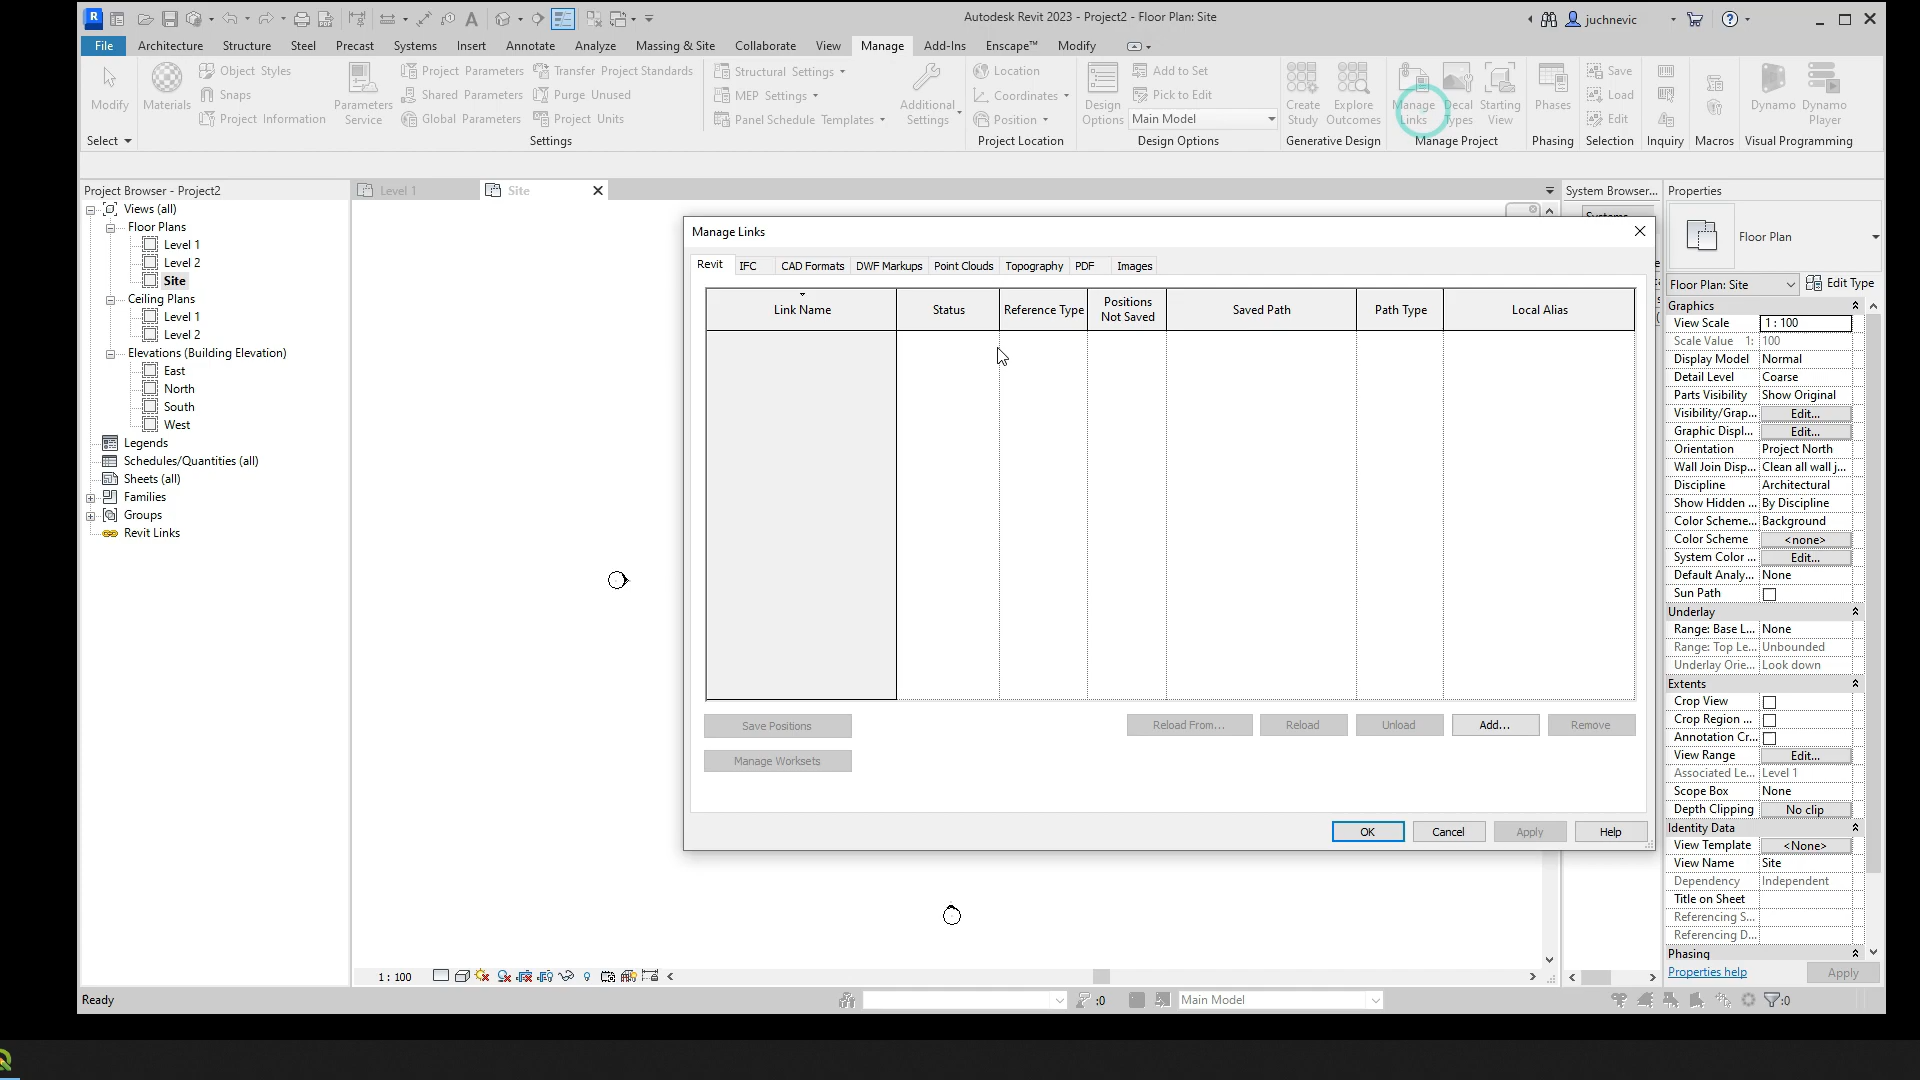 Autodesk Revit 2023 - Project2 - Floor Plan: Site
juchnevic
File Architecture Structure Steel Precast Systems Insert Annotate Analyze Massing & Site Collaborate View Manage Add-Ins Enscape™ Modify
Modify
Select
Materials
Object Styles
Snaps
Project Information
Parameters Service
Project Parameters
Shared Parameters
Global Parameters
Transfer Project Standards
Purge Unused
Project Units
Settings
Structural Settings
MEP Settings
Panel Schedule Templates
Additional Settings
Location
Coordinates
Position
Project Location
Design Options
Add to Set
Pick to Edit
Main Model
Design Options
Create Study
Explore Outcomes
Generative Design
Manage Links
Decal Types
Starting View
Manage Project
Phases
Phasing
Save
Load
Edit
Selection
Inquiry
Macros
Dynamo
Dynamo Player
Visual Programming
Project Browser - Project2
Views (all)
Floor Plans
Level 1
Level 2
Site
Ceiling Plans
Level 1
Level 2
Elevations (Building Elevation)
East
North
South
West
Legends
Schedules/Quantities (all)
Sheets (all)
Families
Groups
Revit Links
Level 1
Site
Manage Links
Revit IFC CAD Formats DWF Markups Point Clouds Topography PDF Images
Link Name
Status
Reference Type
Positions
Not Saved
Saved Path
Path Type
Local Alias
Save Positions
Reload From...
Reload
Unload
Add...
Remove
Manage Worksets
OK
Cancel
Apply
Help
System Browser...
Properties
Floor Plan
Floor Plan: Site
Edit Type
Graphics
View Scale 1 : 100
Scale Value 1: 100
Display Model Normal
Detail Level Coarse
Parts Visibility Show Original
Visibility/Grap... Edit...
Graphic Displ... Edit...
Orientation Project North
Wall Join Disp... Clean all wall j...
Discipline Architectural
Show Hidden ... By Discipline
Color Scheme... Background
Color Scheme <none>
System Color ... Edit...
Default Analy... None
Sun Path
Underlay
Range: Base L... None
Range: Top Le... Unbounded
Underlay Orie... Look down
Extents
Crop View
Crop Region ...
Annotation Cr...
View Range Edit...
Associated Le... Level 1
Scope Box None
Depth Clipping No clip
Identity Data
View Template <None>
View Name Site
Dependency Independent
Title on Sheet
Referencing S...
Referencing D...
Phasing
Properties help
Apply
1 : 100
Ready
:0
Main Model
:0